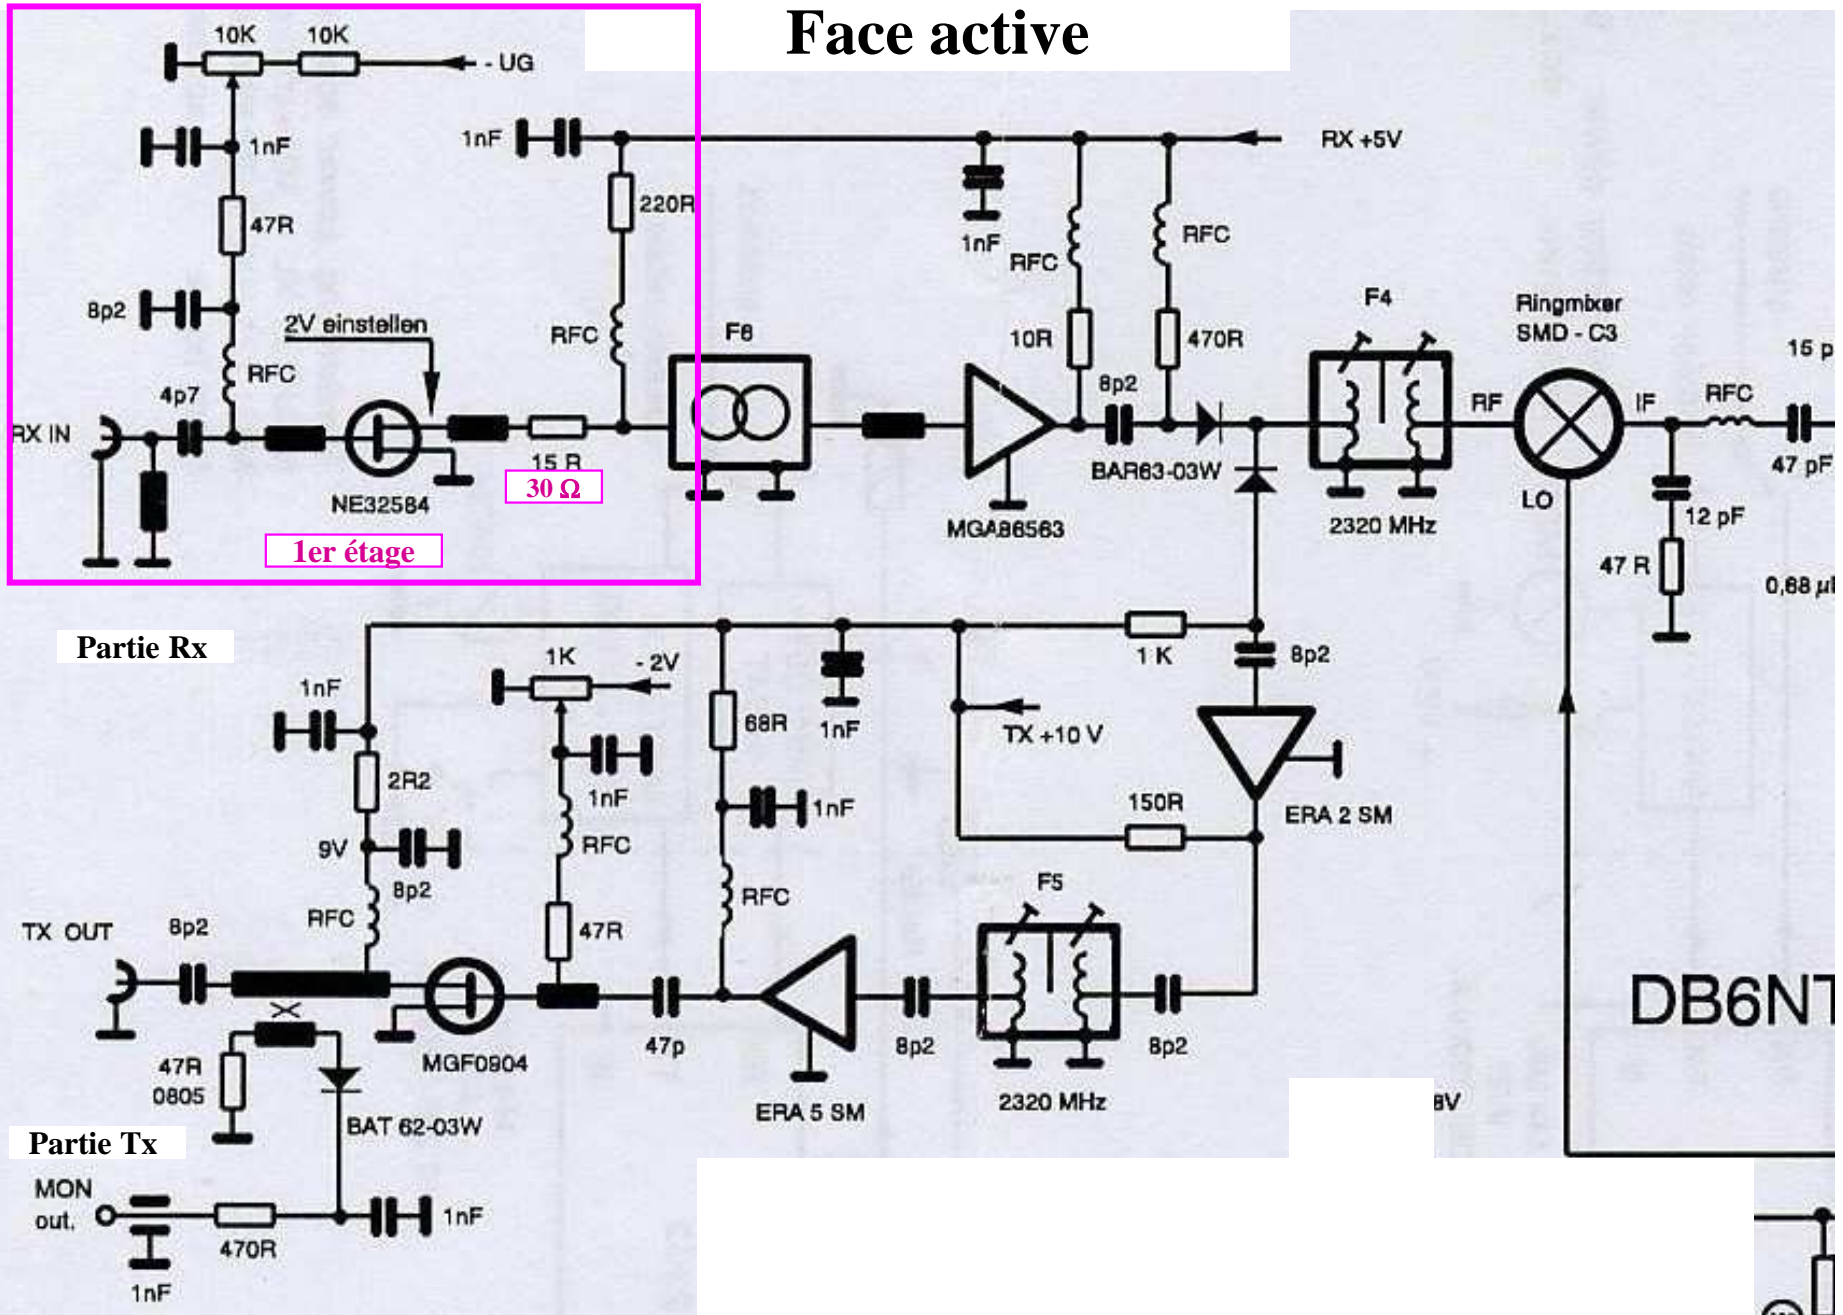 Face active
10K
10K
- UG
1nF
1nF
RX +5V
47R
220R
1nF
RFC
RFC
8p2
2V einstellen
RFC
F6
10R
470R
F4
Ringmixer
SMD - C3
15 p
RFC
4p7
8p2
RF
IF
RFC
RX IN
15 R
30 Ω
BAR63-03W
47 pF
NE32584
MGA86563
2320 MHz
LO
12 pF
1er étage
47 R
0,68 µ
Partie Rx
1K
- 2V
1 K
8p2
1nF
68R
1nF
TX +10 V
2R2
1nF
1nF
150R
ERA 2 SM
9V
RFC
8p2
RFC
F5
TX OUT
8p2
RFC
47R
DB6NT
47R
0805
MGF0904
47p
8p2
8p2
ERA 5 SM
2320 MHz
8V
BAT 62-03W
Partie Tx
MON
out.
1nF
470R
1nF